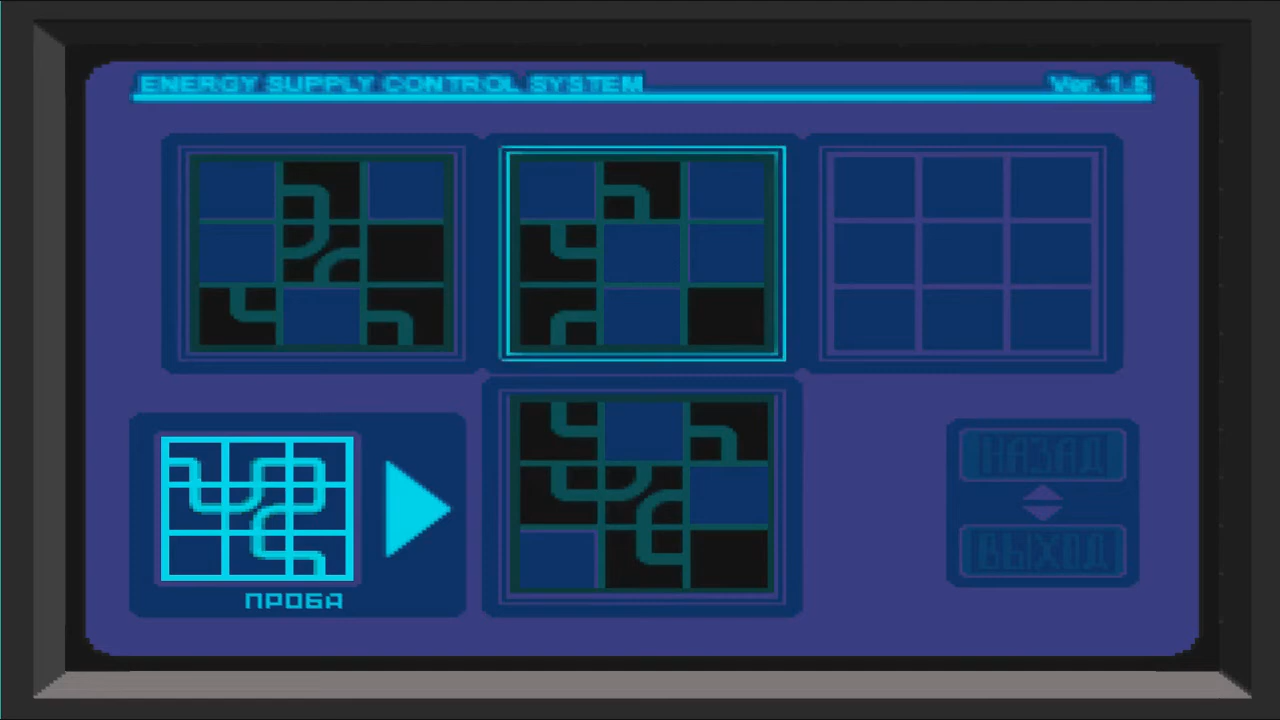 ENERGY SUPPLY CONTROL SYSTEM Ver. 1.5
НАЗАД
ВЫХОД
ПРОБА